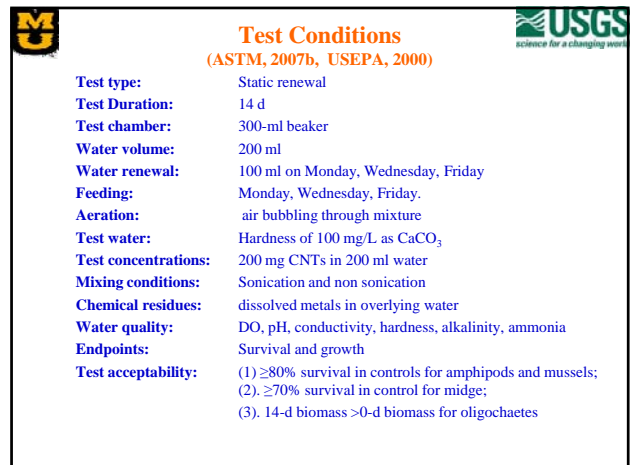 MU
USGS
science for a changing world
Test Conditions
(ASTM, 2007b, USEPA, 2000)
Test type: Static renewal
Test Duration: 14 d
Test chamber: 300-ml beaker
Water volume: 200 ml
Water renewal: 100 ml on Monday, Wednesday, Friday
Feeding: Monday, Wednesday, Friday.
Aeration: air bubbling through mixture
Test water: Hardness of 100 mg/L as CaCO₃
Test concentrations: 200 mg CNTs in 200 ml water
Mixing conditions: Sonication and non sonication
Chemical residues: dissolved metals in overlying water
Water quality: DO, pH, conductivity, hardness, alkalinity, ammonia
Endpoints: Survival and growth
Test acceptability: (1) ≥80% survival in controls for amphipods and mussels;
(2). ≥70% survival in control for midge;
(3). 14-d biomass >0-d biomass for oligochaetes